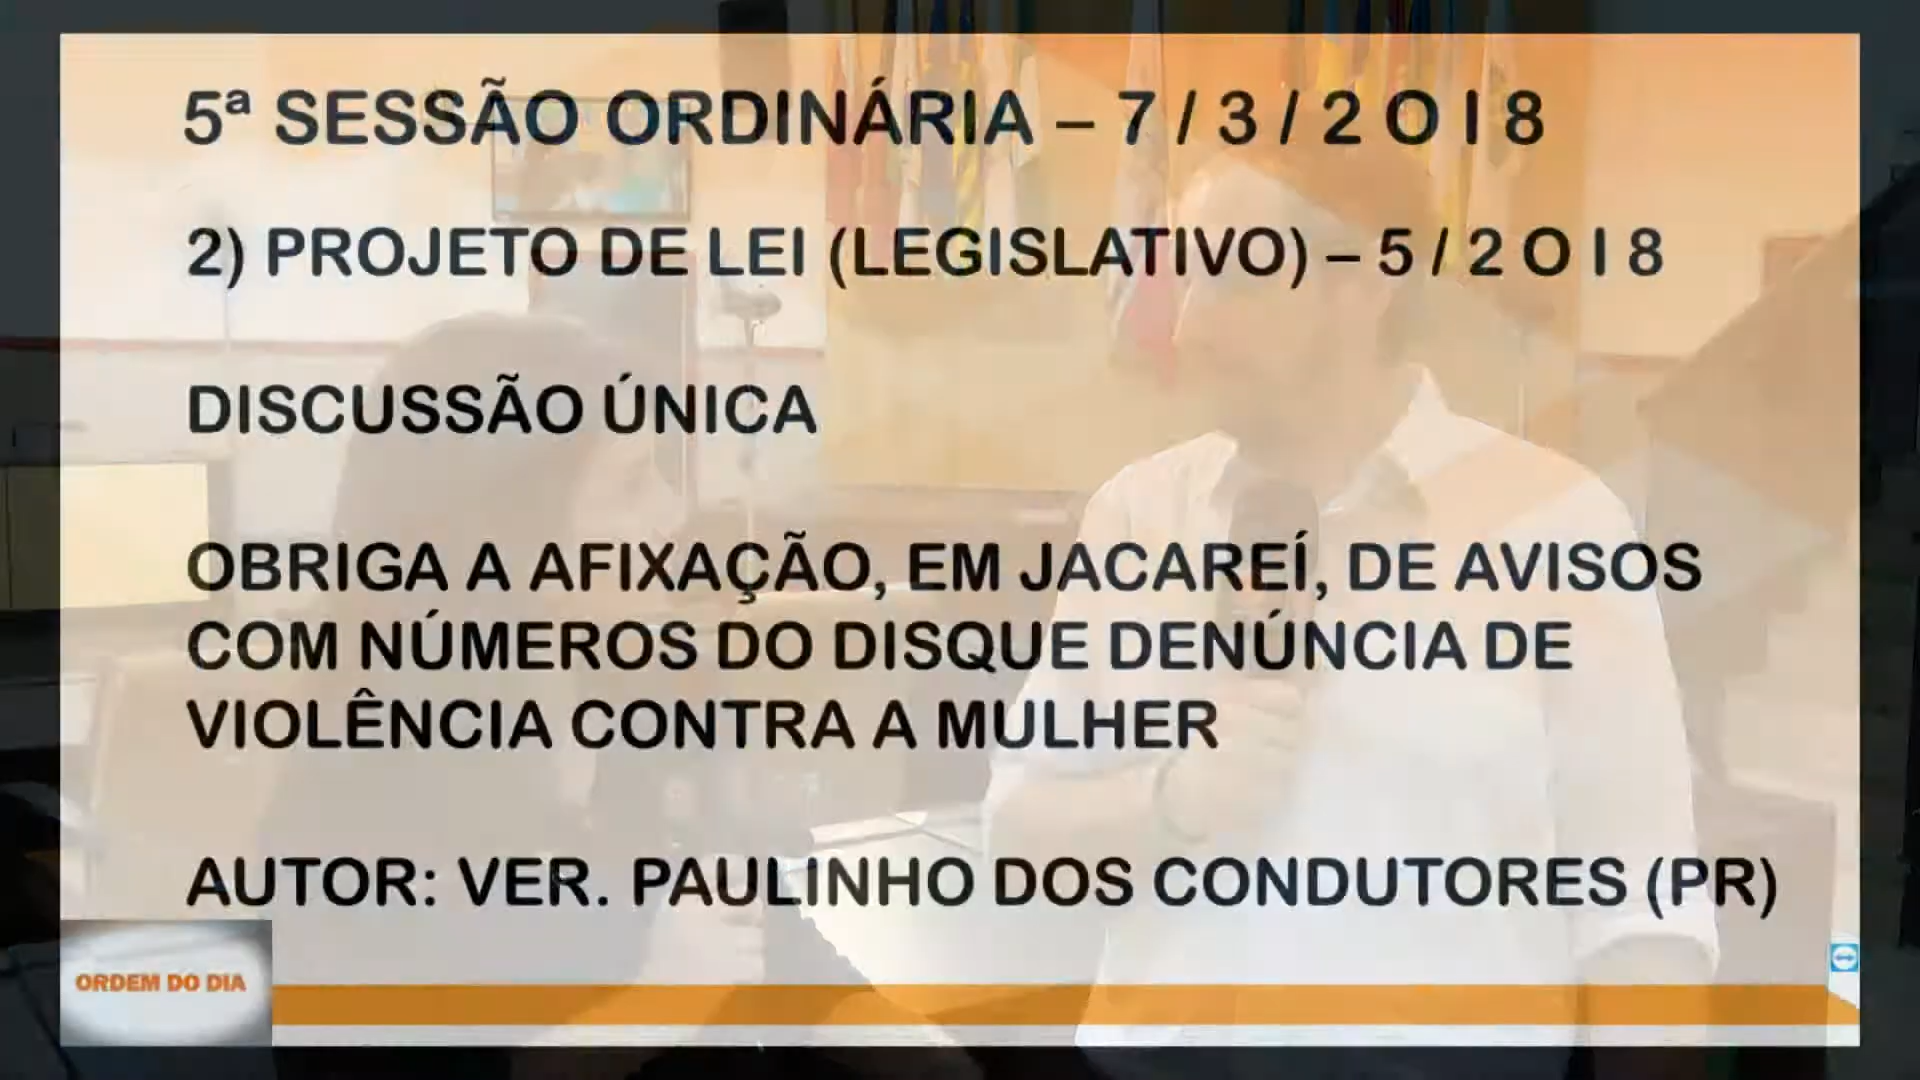 5ª SESSÃO ORDINÁRIA – 7 / 3 / 2 O I 8
2) PROJETO DE LEI (LEGISLATIVO) – 5 / 2 O I 8
DISCUSSÃO ÚNICA
OBRIGA A AFIXAÇÃO, EM JACAREÍ, DE AVISOS
COM NÚMEROS DO DISQUE DENÚNCIA DE
VIOLÊNCIA CONTRA A MULHER
AUTOR: VER. PAULINHO DOS CONDUTORES (PR)
ORDEM DO DIA